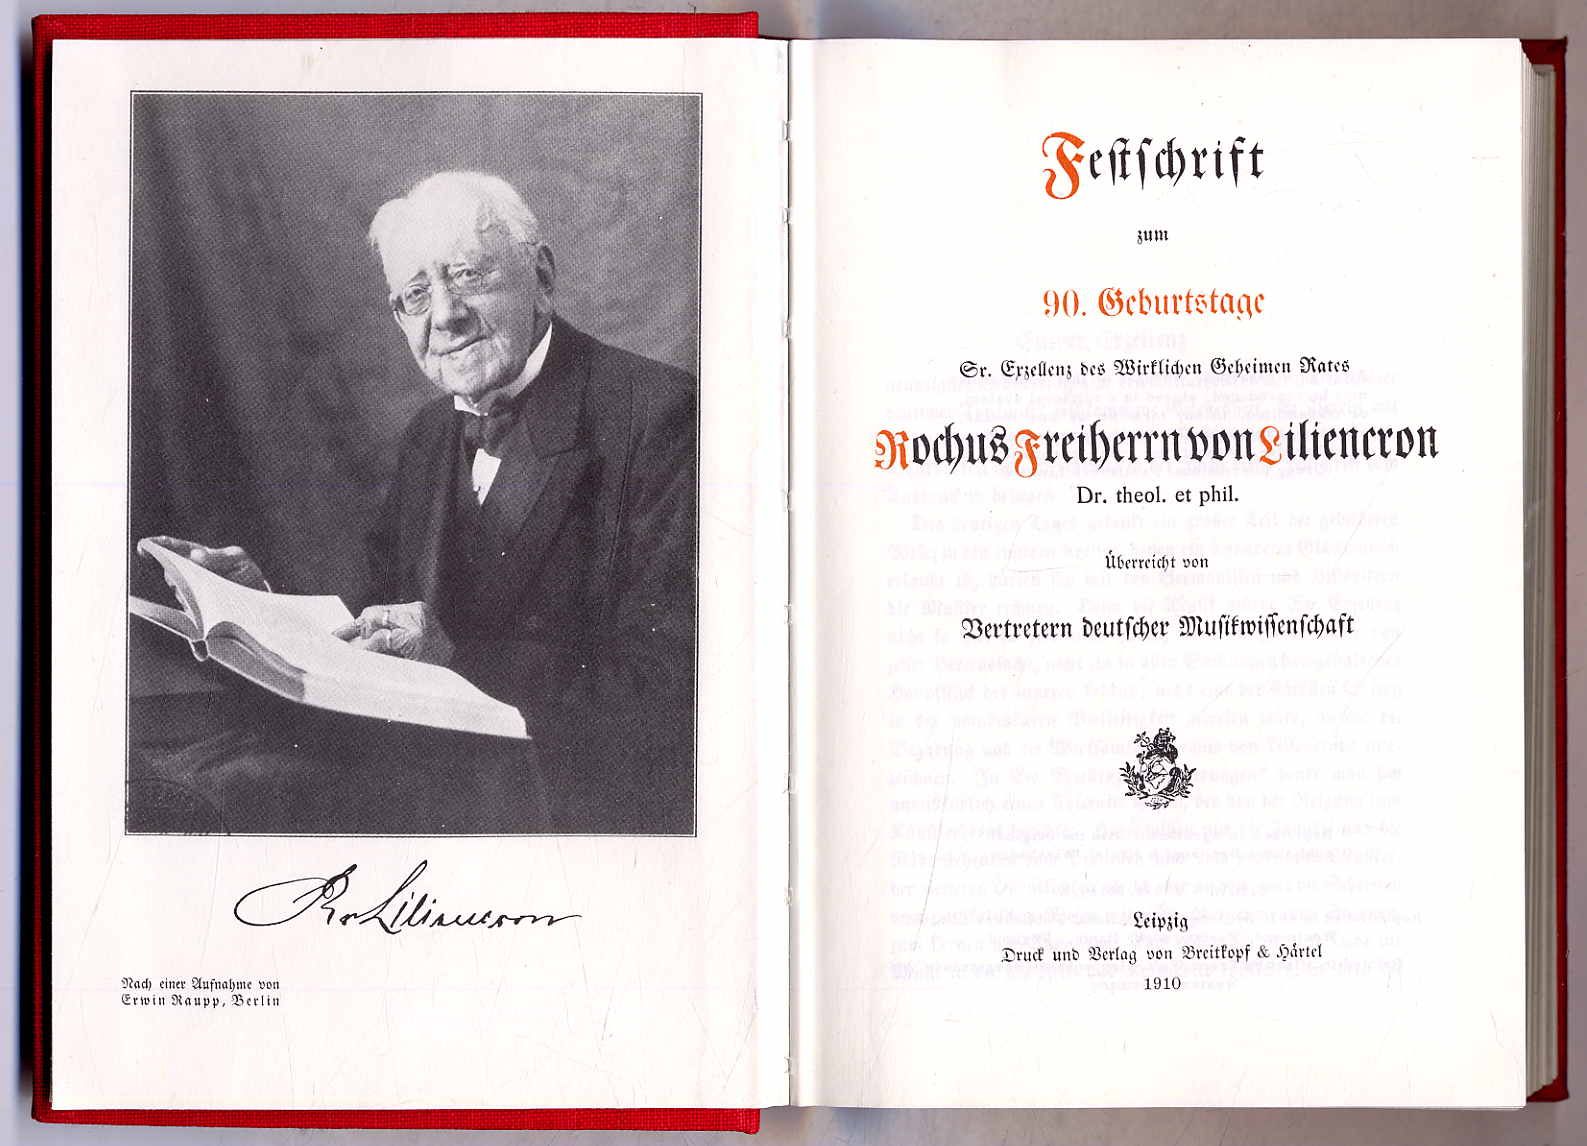 R v Liliencron
Nach einer Aufnahme von
Erwin Raupp, Berlin
Festschrift
zum
90. Geburtstage
Sr. Exzellenz des Wirklichen Geheimen Rates
Rochus Freiherrn von Liliencron
Dr. theol. et phil.
Überreicht von
Vertretern deutscher Musikwissenschaft
Leipzig
Druck und Verlag von Breitkopf & Härtel
1910